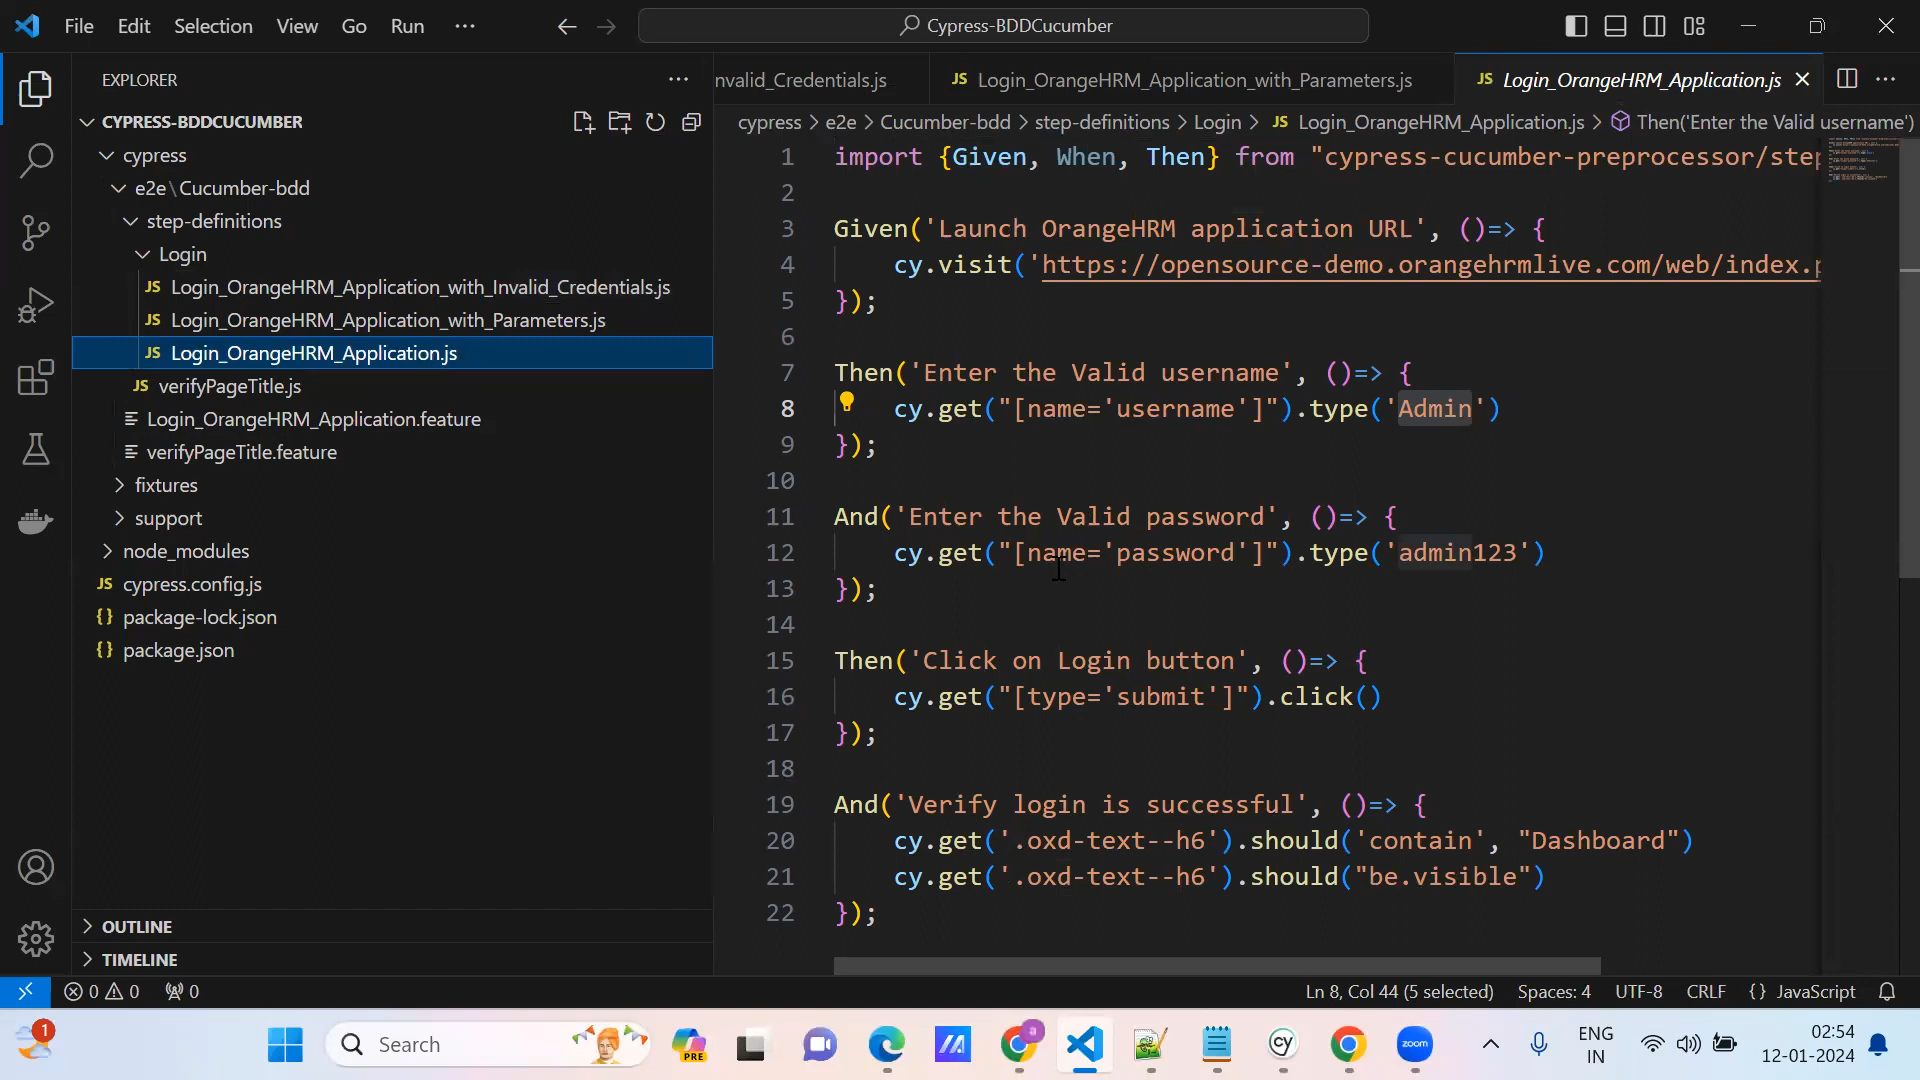 File Edit Selection View Go Run ···
Cypress-BDDCucumber
EXPLORER
CYPRESS-BDDCUCUMBER
cypress
e2e\Cucumber-bdd
step-definitions
Login
JS Login_OrangeHRM_Application_with_Invalid_Credentials.js
JS Login_OrangeHRM_Application_with_Parameters.js
JS Login_OrangeHRM_Application.js
JS verifyPageTitle.js
Login_OrangeHRM_Application.feature
verifyPageTitle.feature
fixtures
support
node_modules
JS cypress.config.js
{} package-lock.json
{} package.json
OUTLINE
TIMELINE
nvalid_Credentials.js JS Login_OrangeHRM_Application_with_Parameters.js JS Login_OrangeHRM_Application.js
cypress > e2e > Cucumber-bdd > step-definitions > Login > JS Login_OrangeHRM_Application.js > Then('Enter the Valid username')
1 import {Given, When, Then} from "cypress-cucumber-preprocessor/step
2
3 Given('Launch OrangeHRM application URL', ()=> {
4 cy.visit('https://opensource-demo.orangehrmlive.com/web/index.p
5 });
6
7 Then('Enter the Valid username', ()=> {
8 cy.get("[name='username']").type('Admin')
9 });
10
11 And('Enter the Valid password', ()=> {
12 cy.get("[name='password']").type('admin123')
13 });
14
15 Then('Click on Login button', ()=> {
16 cy.get("[type='submit']").click()
17 });
18
19 And('Verify login is successful', ()=> {
20 cy.get('.oxd-text--h6').should('contain', "Dashboard")
21 cy.get('.oxd-text--h6').should("be.visible")
22 });
0 0 0 Ln 8, Col 44 (5 selected) Spaces: 4 UTF-8 CRLF {} JavaScript
1 Search PRE a cy zoom ENG IN 02:54 12-01-2024